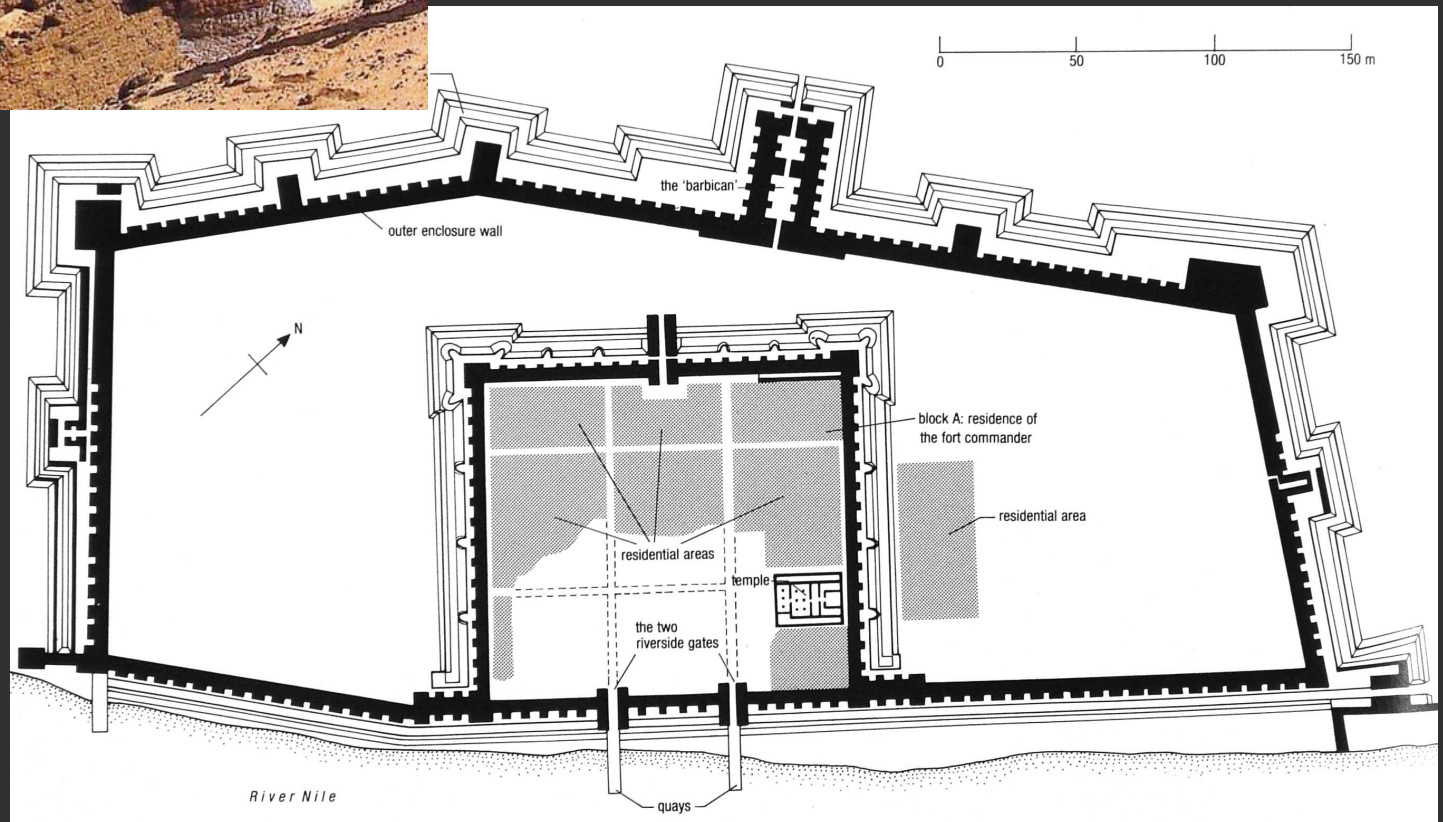 0 50 100 150 m
the 'barbican'
outer enclosure wall
N
block A: residence of
the fort commander
residential area
residential areas
temple
the two
riverside gates
River Nile
quays